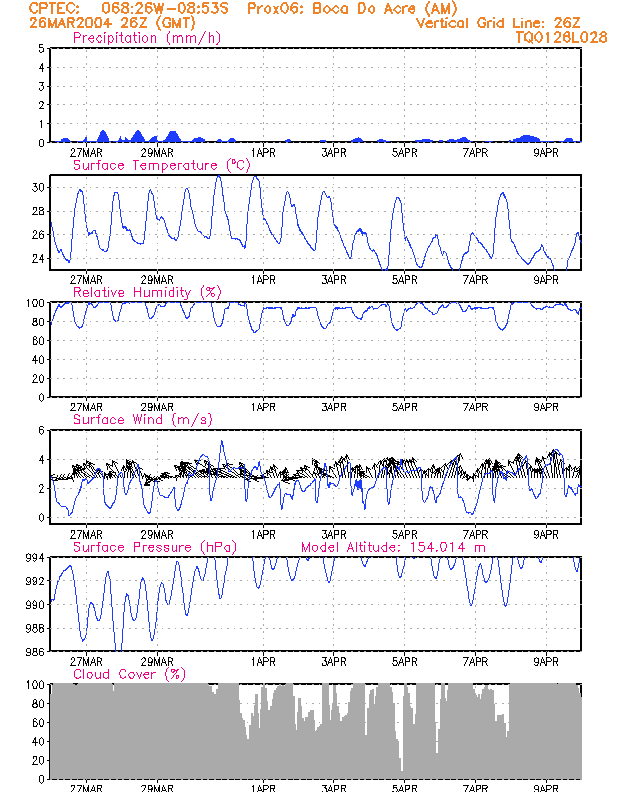 CPTEC:   068:26W-08:53S  Prox06: Boca Do Acre (AM)
26MAR2004 26Z (GMT)   Vertical Grid Line: 26Z
Precipitation (mm/h)   TQ0126L028
5
4
3
2
1
0
27MAR 29MAR 1APR 3APR 5APR 7APR 9APR
Surface Temperature (°C)
30
28
26
24
27MAR 29MAR 1APR 3APR 5APR 7APR 9APR
Relative Humidity (%)
100
80
60
40
20
0
27MAR 29MAR 1APR 3APR 5APR 7APR 9APR
Surface Wind (m/s)
6
4
2
0
27MAR 29MAR 1APR 3APR 5APR 7APR 9APR
Surface Pressure (hPa)   Model Altitude: 154.014 m
994
992
990
988
986
27MAR 29MAR 1APR 3APR 5APR 7APR 9APR
Cloud Cover (%)
100
80
60
40
20
0
27MAR 29MAR 1APR 3APR 5APR 7APR 9APR